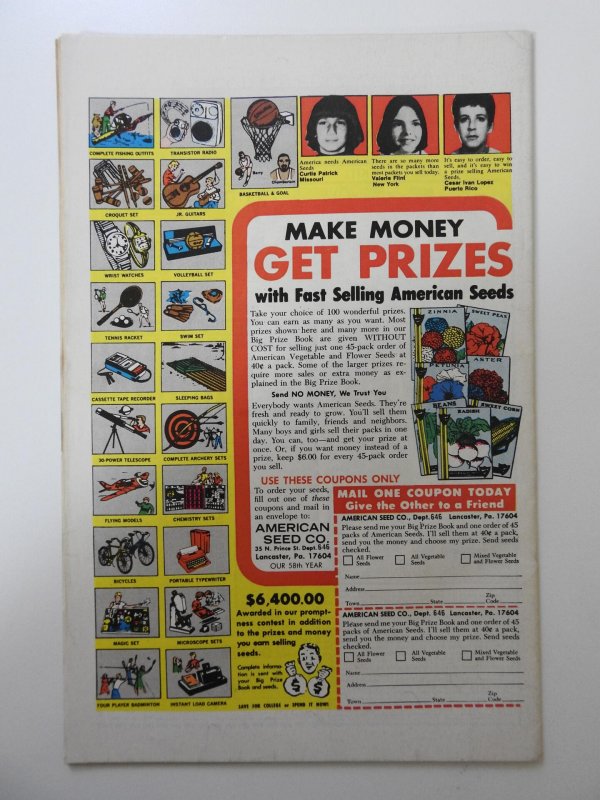 COMPLETE FISHING OUTFITS
TRANSISTOR RADIO
CROQUET SET
JR. GUITARS
WRIST WATCHES
VOLLEYBALL SET
TENNIS RACKET
SWIM SET
CASSETTE TAPE RECORDER
SLEEPING BAGS
30-POWER TELESCOPE
COMPLETE ARCHERY SETS
FLYING MODELS
CHEMISTRY SETS
BICYCLES
PORTABLE TYPEWRITER
MAGIC SET
MICROSCOPE SETS
FOUR PLAYER BADMINTON
INSTANT LOAD CAMERA
Barry
Chamberlain
BASKETBALL & GOAL
America needs American
Seeds
Curtis Patrick
Missouri
There are so many more
seeds in the packets than
most packets you sell today.
Valerie Flint
New York
It's easy to order, easy to
sell, and it's easy to win
a prize selling American
Seeds.
Cesar Ivan Lopez
Puerto Rico
MAKE MONEY
GET PRIZES
with Fast Selling American Seeds
Take your choice of 100 wonderful prizes.
You can earn as many as you want. Most
prizes shown here and many more in our
Big Prize Book are given WITHOUT
COST for selling just one 45-pack order of
American Vegetable and Flower Seeds at
40¢ a pack. Some of the larger prizes re-
quire more sales or extra money as ex-
plained in the Big Prize Book.
Send NO MONEY, We Trust You
Everybody wants American Seeds. They're
fresh and ready to grow. You'll sell them
quickly to family, friends and neighbors.
Many boys and girls sell their packs in one
day. You can, too—and get your prize at
once. Or, if you want money instead of a
prize, keep $6.00 for every 45-pack order
you sell.
ZINNIA
SWEET PEAS
PETUNIA
ASTER
BEANS
RADISH
SWEET CORN
USE THESE COUPONS ONLY
To order your seeds,
fill out one of these
coupons and mail in
an envelope to:
AMERICAN
SEED CO.
35 N. Prince St. Dept. 646
Lancaster, Pa. 17604
OUR 58th YEAR
$6,400.00
Awarded in our prompt-
ness contest in addition
to the prizes and money
you earn selling
seeds.
Complete informa-
tion is sent with
your Big Prize
Book and seeds.
$
$
SAVE FOR COLLEGE or SPEND IT NOW!
MAIL ONE COUPON TODAY
Give the Other to a Friend
AMERICAN SEED CO., Dept. 646 Lancaster, Pa. 17604
Please send me your Big Prize Book and one order of 45
packs of American Seeds. I'll sell them at 40¢ a pack,
send you the money and choose my prize. Send seeds
checked.
All Flower
Seeds
All Vegetable
Seeds
Mixed Vegetable
and Flower Seeds
Name
Address
Town State Zip Code
AMERICAN SEED CO., Dept. 646 Lancaster, Pa. 17604
Please send me your Big Prize Book and one order of 45
packs of American Seeds. I'll sell them at 40¢ a pack,
send you the money and choose my prize. Send seeds
checked.
All Flower
Seeds
All Vegetable
Seeds
Mixed Vegetable
and Flower Seeds
Name
Address
Town State Zip Code